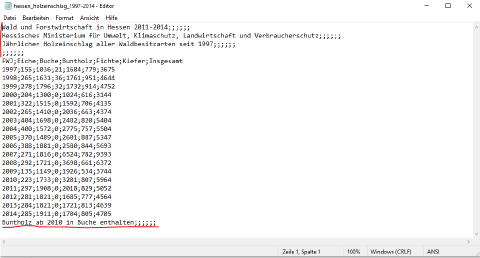 hessen_holzeinschlag_1997-2014 - Editor
Datei Bearbeiten Format Ansicht Hilfe
Wald und Forstwirtschaft in Hessen 2011-2014;;;;;;
Hessisches Ministerium für Umwelt, Klimaschutz, Landwirtschaft und Verbraucherschutz;;;;;;
Jährlicher Holzeinschlag aller Waldbesitzarten seit 1997;;;;;;
;;;;;;
FWJ;Eiche;Buche;Buntholz;Fichte;Kiefer;Insgesamt
1997;155;1036;21;1684;779;3675
1998;265;1631;36;1761;951;4644
1999;278;1796;32;1732;914;4752
2000;204;1300;0;1024;616;3144
2001;322;1515;0;1592;706;4135
2002;265;1410;0;2036;663;4374
2003;404;1698;0;2482;820;5404
2004;400;1572;0;2775;757;5504
2005;370;1489;0;2601;887;5347
2006;388;1881;0;2580;844;5693
2007;271;1816;0;6524;782;9393
2008;292;1721;0;3698;661;6372
2009;135;1149;0;1926;534;3744
2010;223;1733;0;3201;807;5964
2011;297;1908;0;2018;829;5052
2012;281;1821;0;1685;777;4564
2013;284;1821;0;1721;813;4639
2014;285;1911;0;1704;805;4705
Buntholz ab 2010 in Buche enthalten;;;;;;
Zeile 1, Spalte 1 100% Windows (CRLF) ANSI